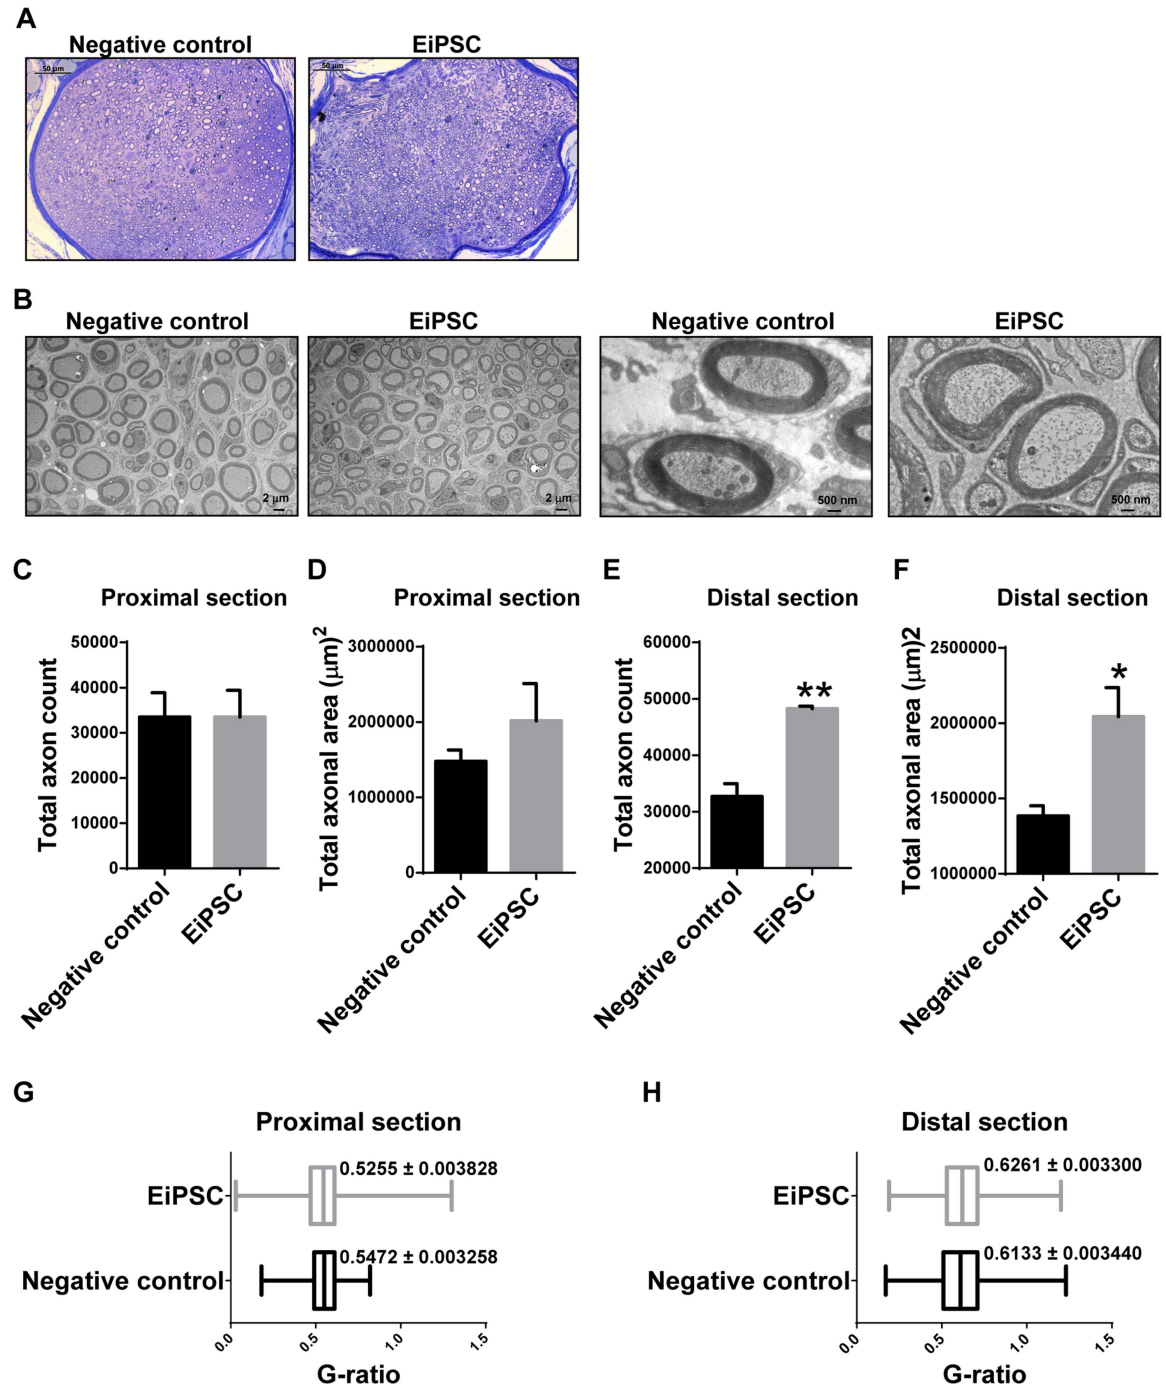 A
Negative control
EiPSC
50 µm
50 µm
B
Negative control
EiPSC
Negative control
EiPSC
2 µm
2 µm
500 nm
500 nm
C
Proximal section
Total axon count
50000
40000
30000
20000
10000
0
Negative control
EiPSC
D
Proximal section
Total axonal area (µm)²
3000000
2000000
1000000
0
Negative control
EiPSC
E
Distal section
Total axon count
60000
50000
40000
30000
20000
**
Negative control
EiPSC
F
Distal section
Total axonal area (µm)2
2500000
2000000
1500000
1000000
*
Negative control
EiPSC
G
Proximal section
EiPSC
0.5255 ± 0.003828
Negative control
0.5472 ± 0.003258
0.0 0.5 1.0 1.5
G-ratio
H
Distal section
EiPSC
0.6261 ± 0.003300
Negative control
0.6133 ± 0.003440
0.0 0.5 1.0 1.5
G-ratio